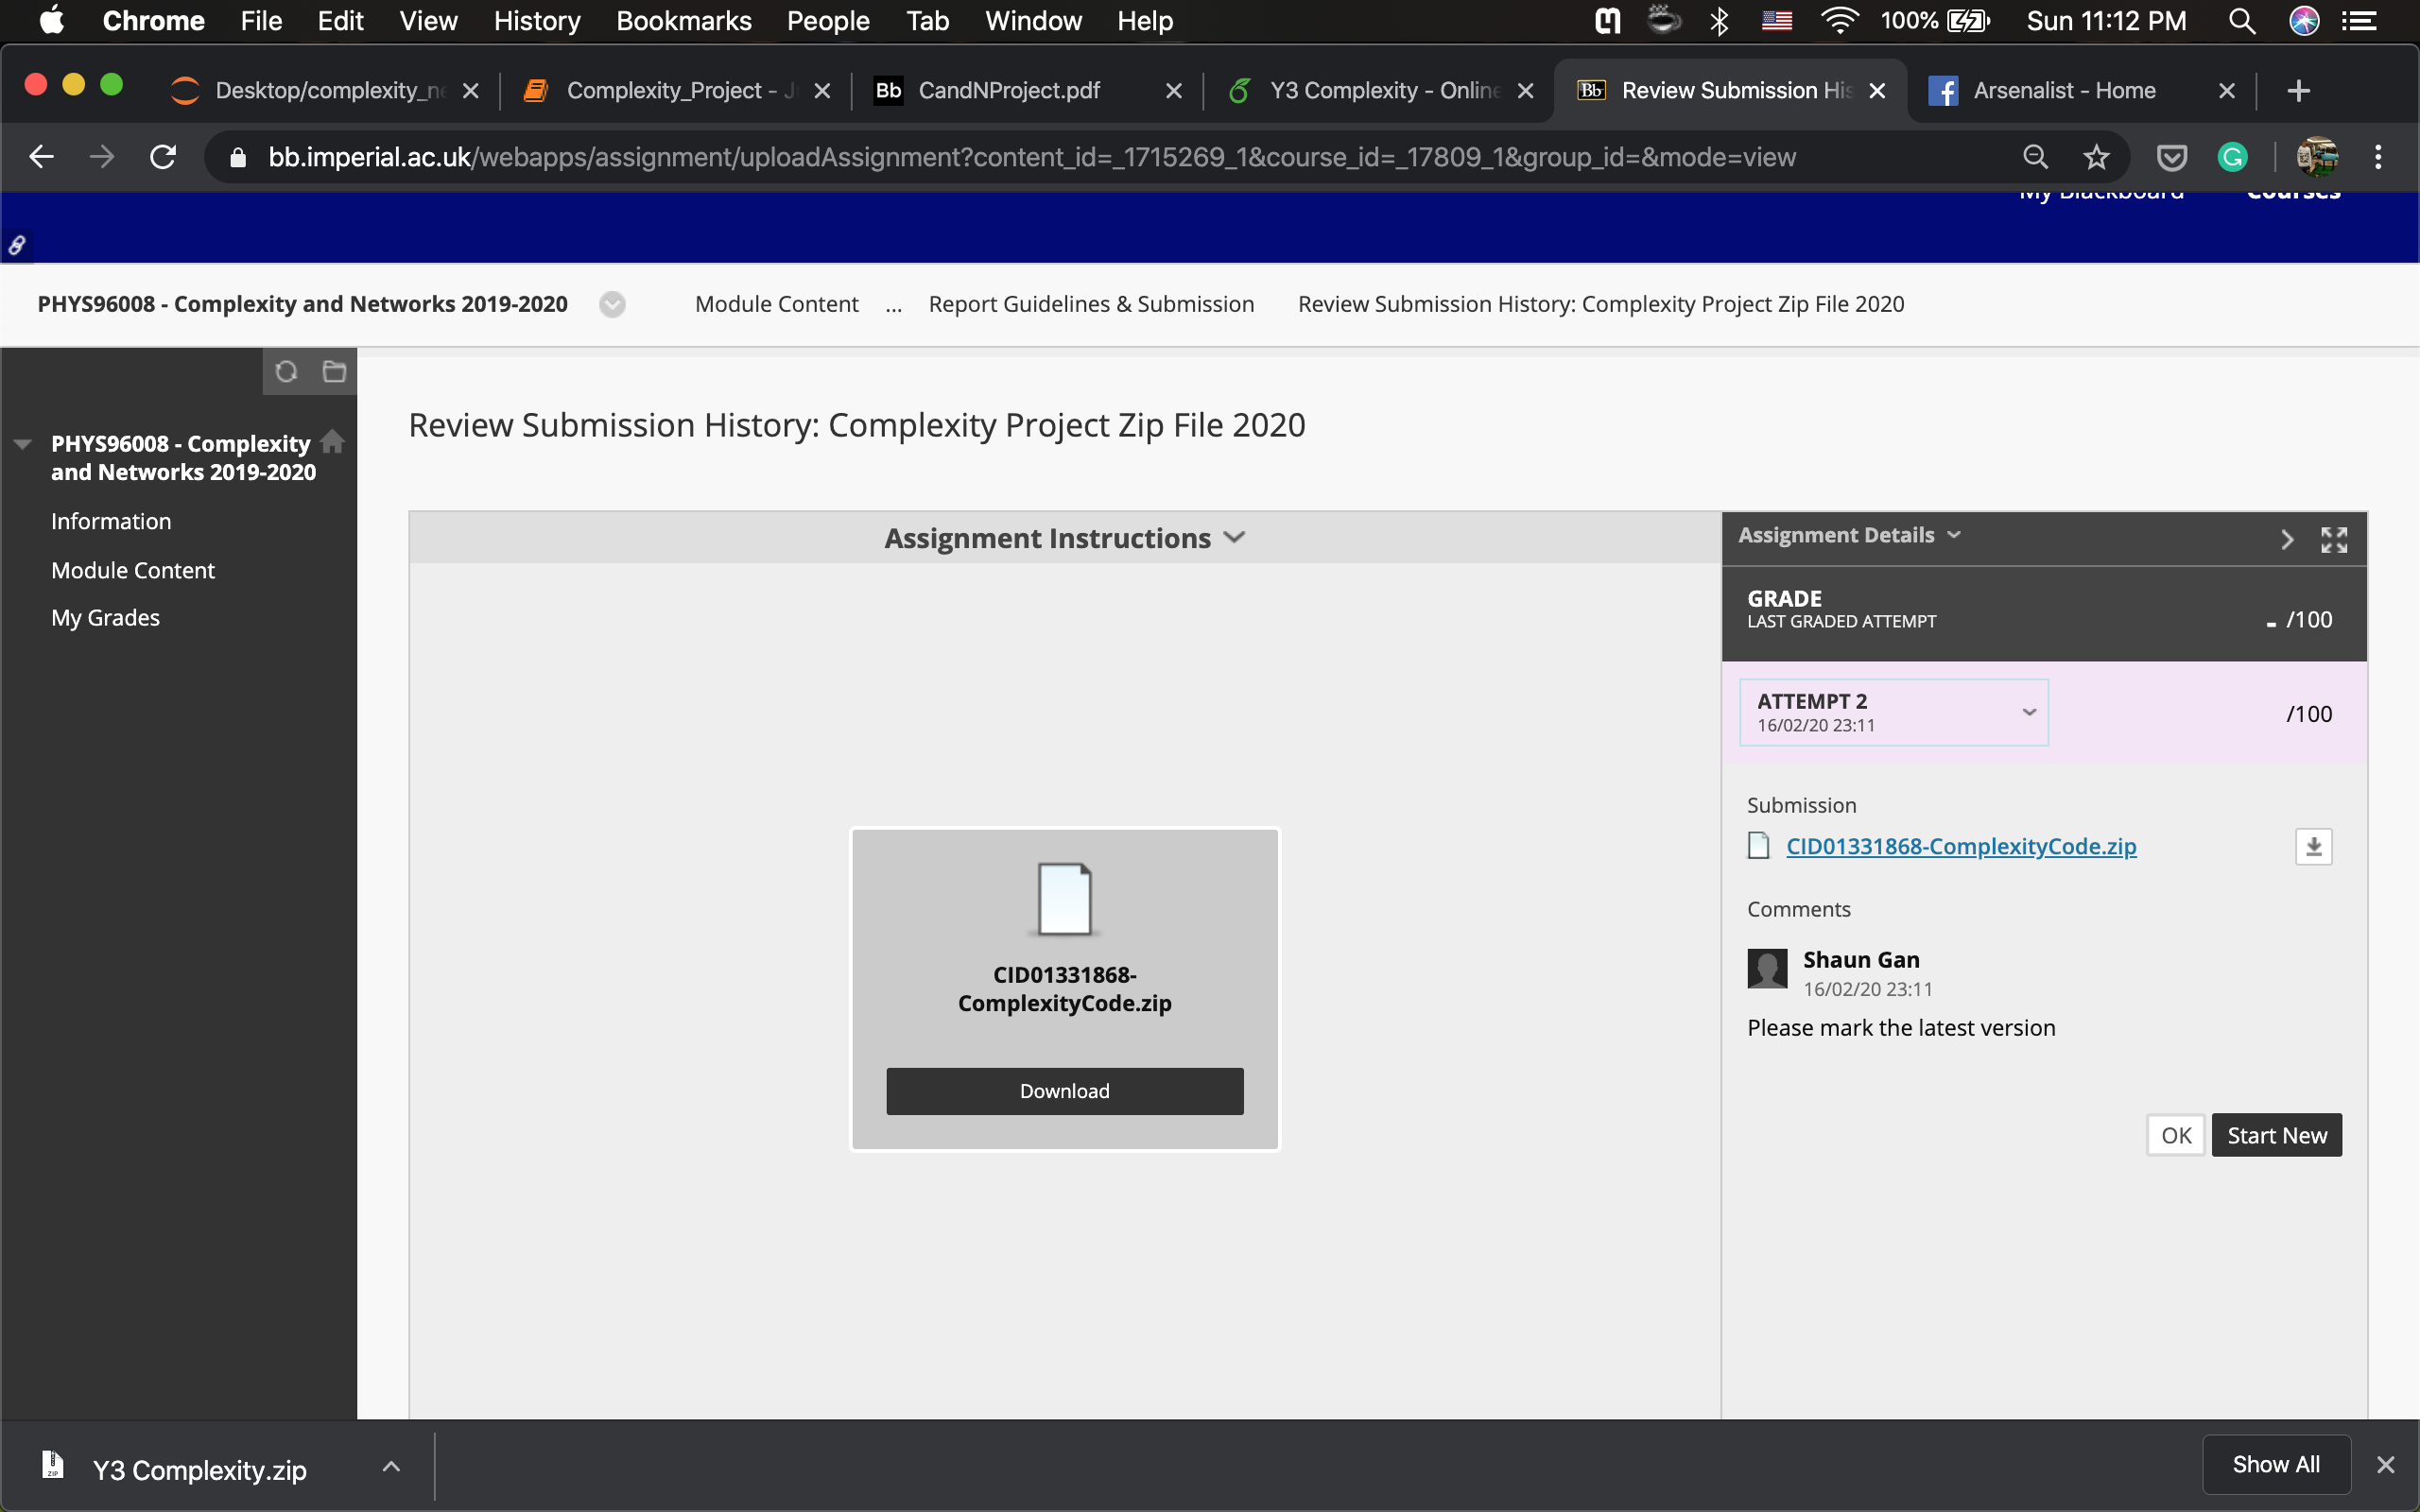 Chrome File Edit View History Bookmarks People Tab Window Help 100% Sun 11:12 PM
Desktop/complexity_ne Complexity_Project - J Bb CandNProject.pdf Y3 Complexity - Online Bb Review Submission His Arsenalist - Home
bb.imperial.ac.uk/webapps/assignment/uploadAssignment?content_id=_1715269_1&course_id=_17809_1&group_id=&mode=view
My Blackboard Courses
PHYS96008 - Complexity and Networks 2019-2020 Module Content ... Report Guidelines & Submission Review Submission History: Complexity Project Zip File 2020
PHYS96008 - Complexity
and Networks 2019-2020
Information
Module Content
My Grades
Review Submission History: Complexity Project Zip File 2020
Assignment Instructions
CID01331868-
ComplexityCode.zip
Download
Assignment Details
GRADE
LAST GRADED ATTEMPT
- /100
ATTEMPT 2
16/02/20 23:11
/100
Submission
CID01331868-ComplexityCode.zip
Comments
Shaun Gan
16/02/20 23:11
Please mark the latest version
OK Start New
ZIP Y3 Complexity.zip Show All